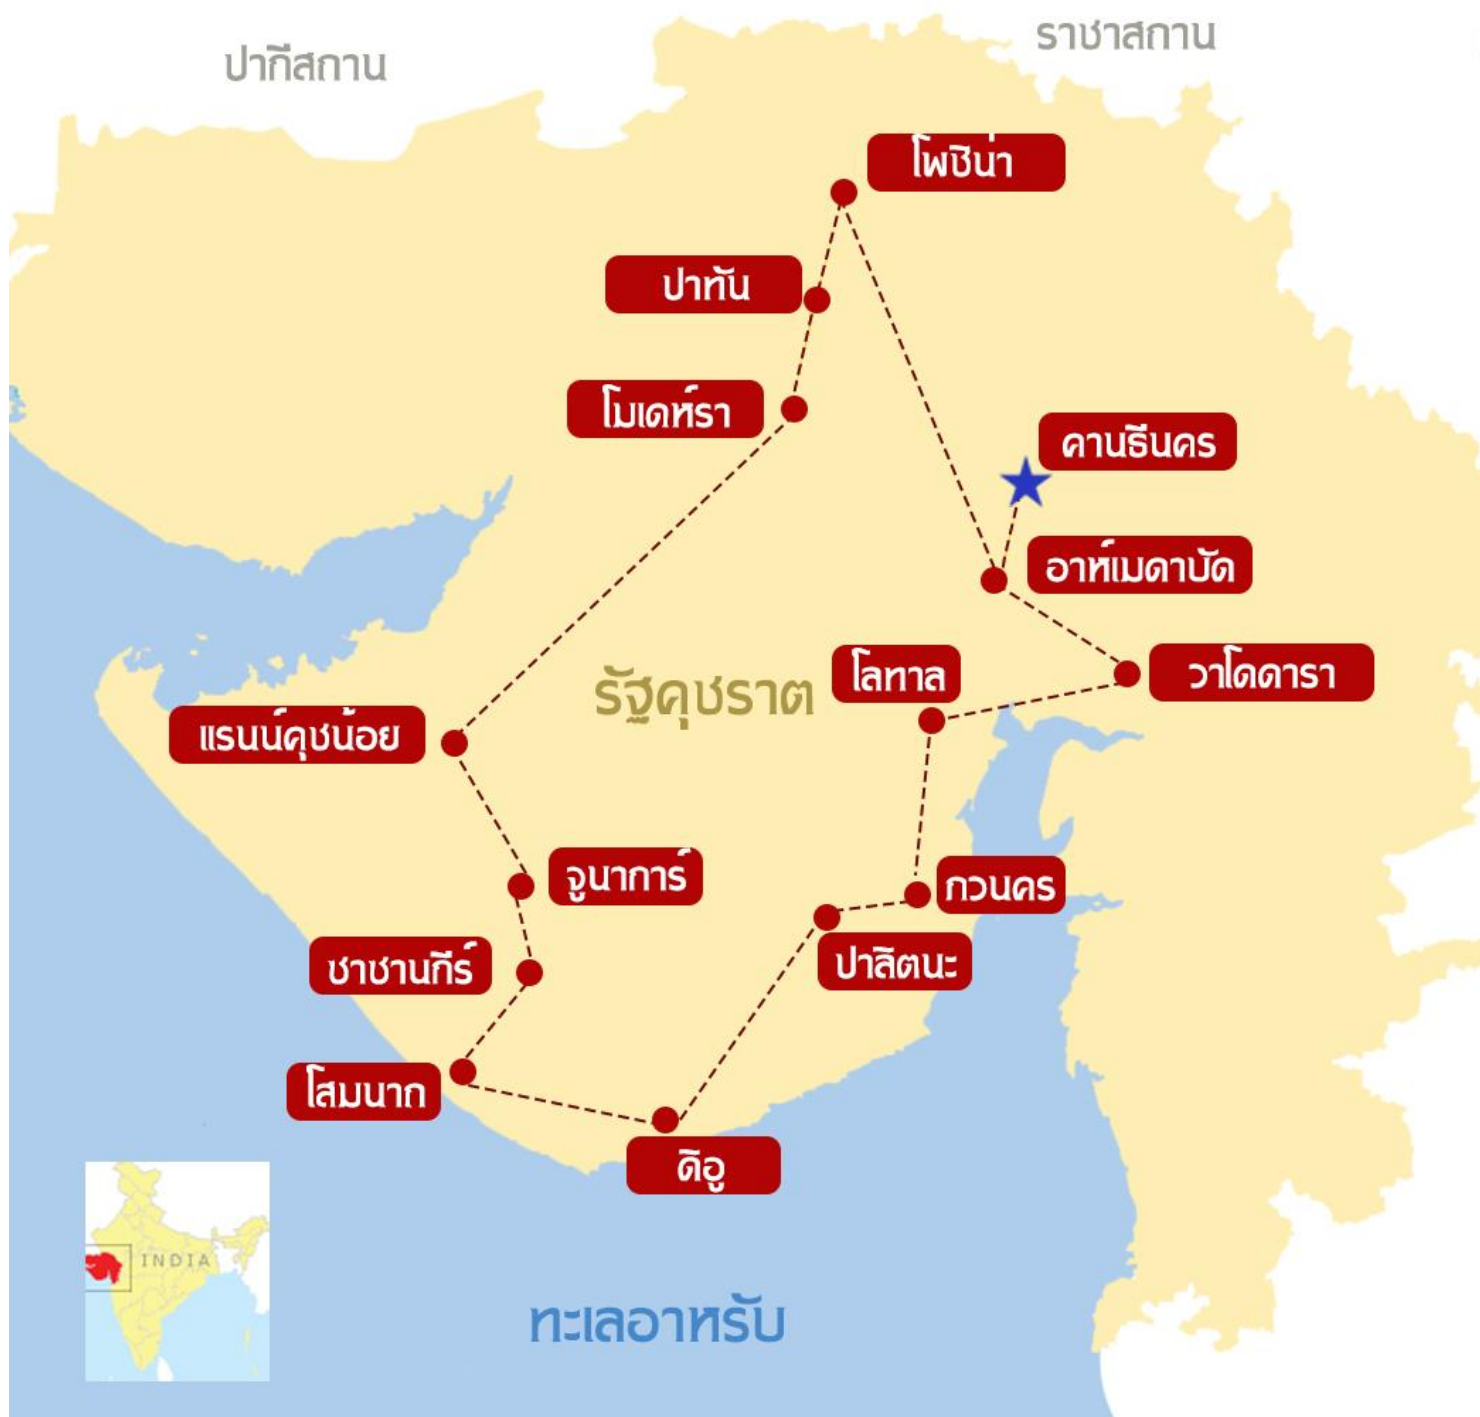 ปากีสถาน
ราชาสถาน
โพชิน่า
ปาทัน
โมเดห์รา
คานธีนคร
อาห์เมดาบัด
โลทาล
วาโดดารา
รัฐคุชราต
แรนน์คุชน้อย
จูนาการ์
กวนคร
ชาชานกีร์
ปาลิตนะ
โสมนาถ
ดิอู
INDIA
ทะเลอาหรับ